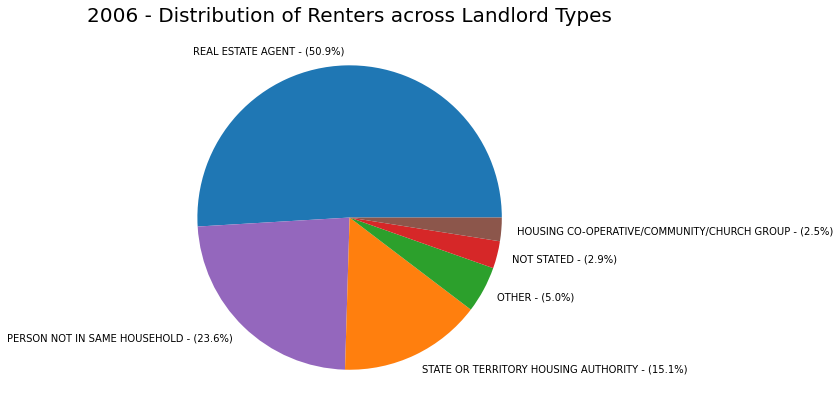 2006 - Distribution of Renters across Landlord Types
REAL ESTATE AGENT - (50.9%)
HOUSING CO-OPERATIVE/COMMUNITY/CHURCH GROUP - (2.5%)
NOT STATED - (2.9%)
OTHER - (5.0%)
PERSON NOT IN SAME HOUSEHOLD - (23.6%)
STATE OR TERRITORY HOUSING AUTHORITY - (15.1%)